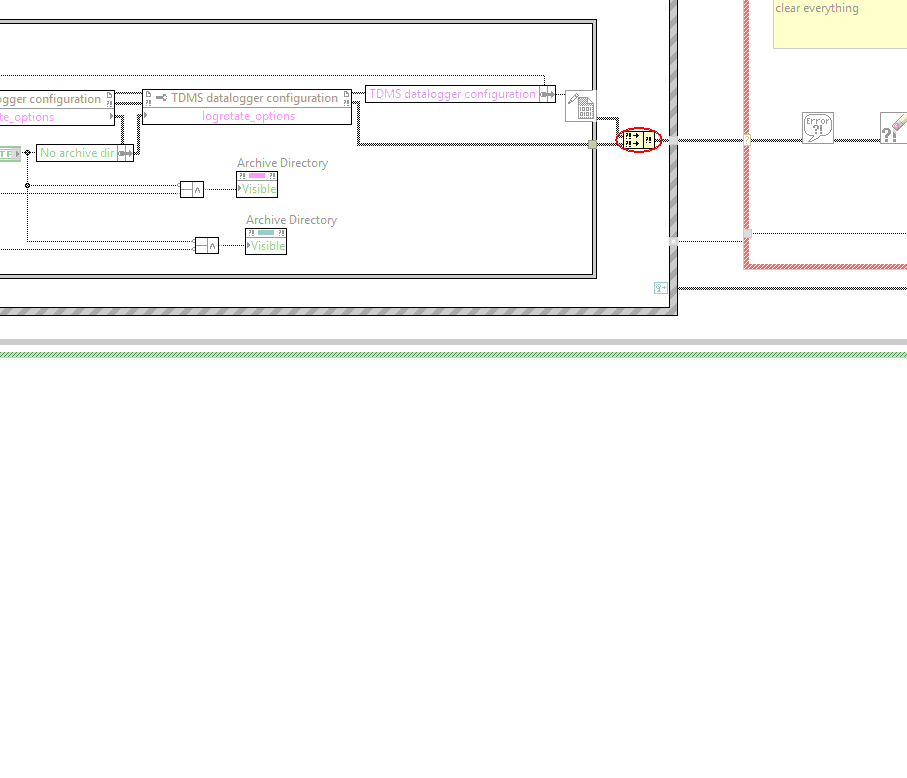 clear everything
ogger configuration
TDMS datalogger configuration
TDMS datalogger configuration
te_options
logrotate_options
Error
?!
?!
TF
No archive dir
Archive Directory
Visible
Archive Directory
Visible